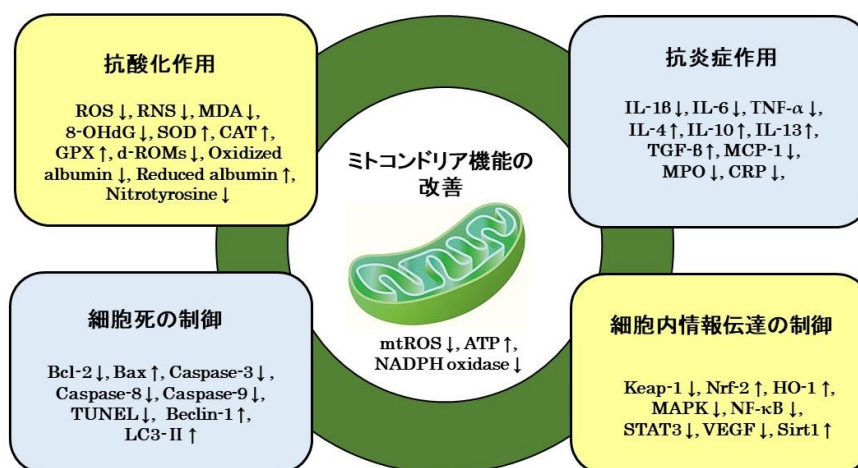 抗酸化作用
ROS ↓, RNS ↓, MDA ↓,
8-OHdG ↓, SOD ↑, CAT ↑,
GPX ↑, d-ROMs ↓, Oxidized
albumin ↓, Reduced albumin ↑,
Nitrotyrosine ↓
抗炎症作用
IL-1ß ↓, IL-6 ↓, TNF-α ↓,
IL-4 ↑, IL-10 ↑, IL-13 ↑,
TGF-ß ↑, MCP-1 ↓,
MPO ↓, CRP ↓,
ミトコンドリア機能の
改善
mtROS ↓, ATP ↑,
NADPH oxidase ↓
細胞死の制御
Bcl-2 ↓, Bax ↑, Caspase-3 ↓,
Caspase-8 ↓, Caspase-9 ↓,
TUNEL ↓, Beclin-1 ↑,
LC3-II ↑
細胞内情報伝達の制御
Keap-1 ↓, Nrf-2 ↑, HO-1 ↑,
MAPK ↓, NF-κB ↓,
STAT3 ↓, VEGF ↓, Sirt1 ↑